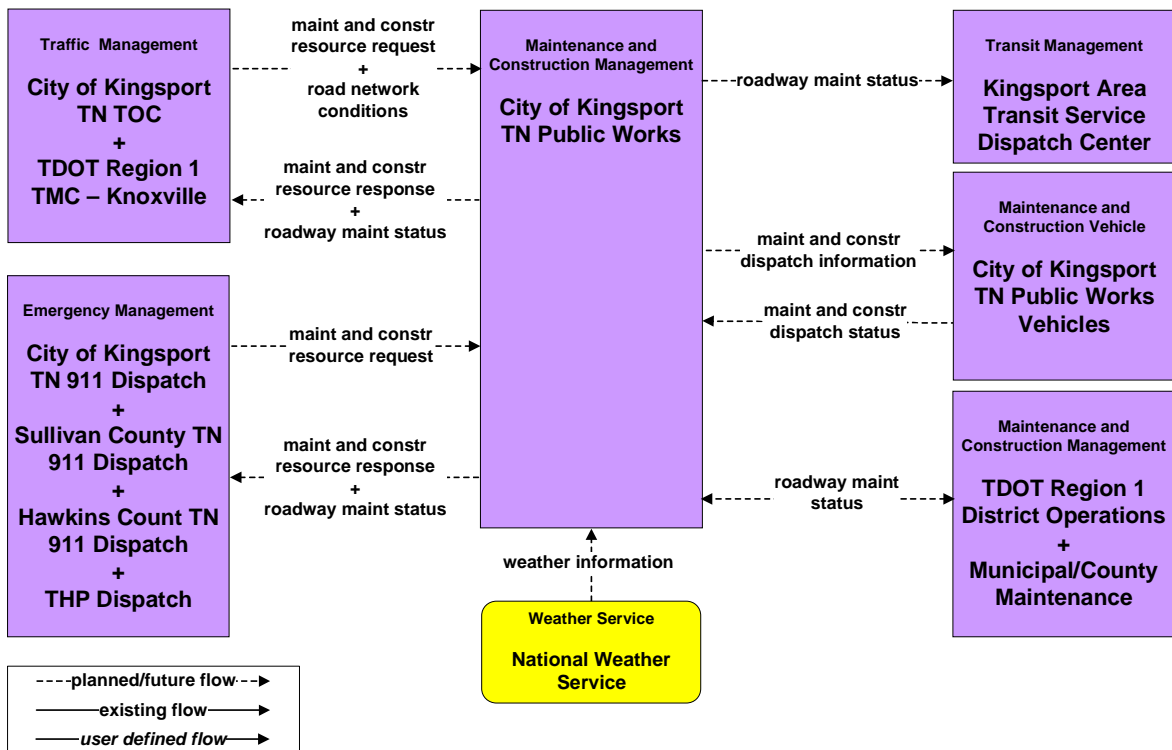 Traffic  Management
City of Kingsport
TN TOC
+
TDOT Region 1
TMC – Knoxville
maint and constr
resource request
+
road network
conditions
maint and constr
resource response
+
roadway maint status
Emergency Management
City of Kingsport
TN 911 Dispatch
+
Sullivan County TN
911 Dispatch
+
Hawkins Count TN
911 Dispatch
+
THP Dispatch
maint and constr
resource request
maint and constr
resource response
+
roadway maint status
Maintenance and
Construction Management
City of Kingsport
TN Public Works
weather information
Weather Service
National Weather
Service
roadway maint status
Transit Management
Kingsport Area
Transit Service
Dispatch Center
maint and constr
dispatch information
maint and constr
dispatch status
Maintenance and
Construction Vehicle
City of Kingsport
TN Public Works
Vehicles
roadway maint
status
Maintenance and
Construction Management
TDOT Region 1
District Operations
+
Municipal/County
Maintenance
planned/future flow
existing flow
user defined flow